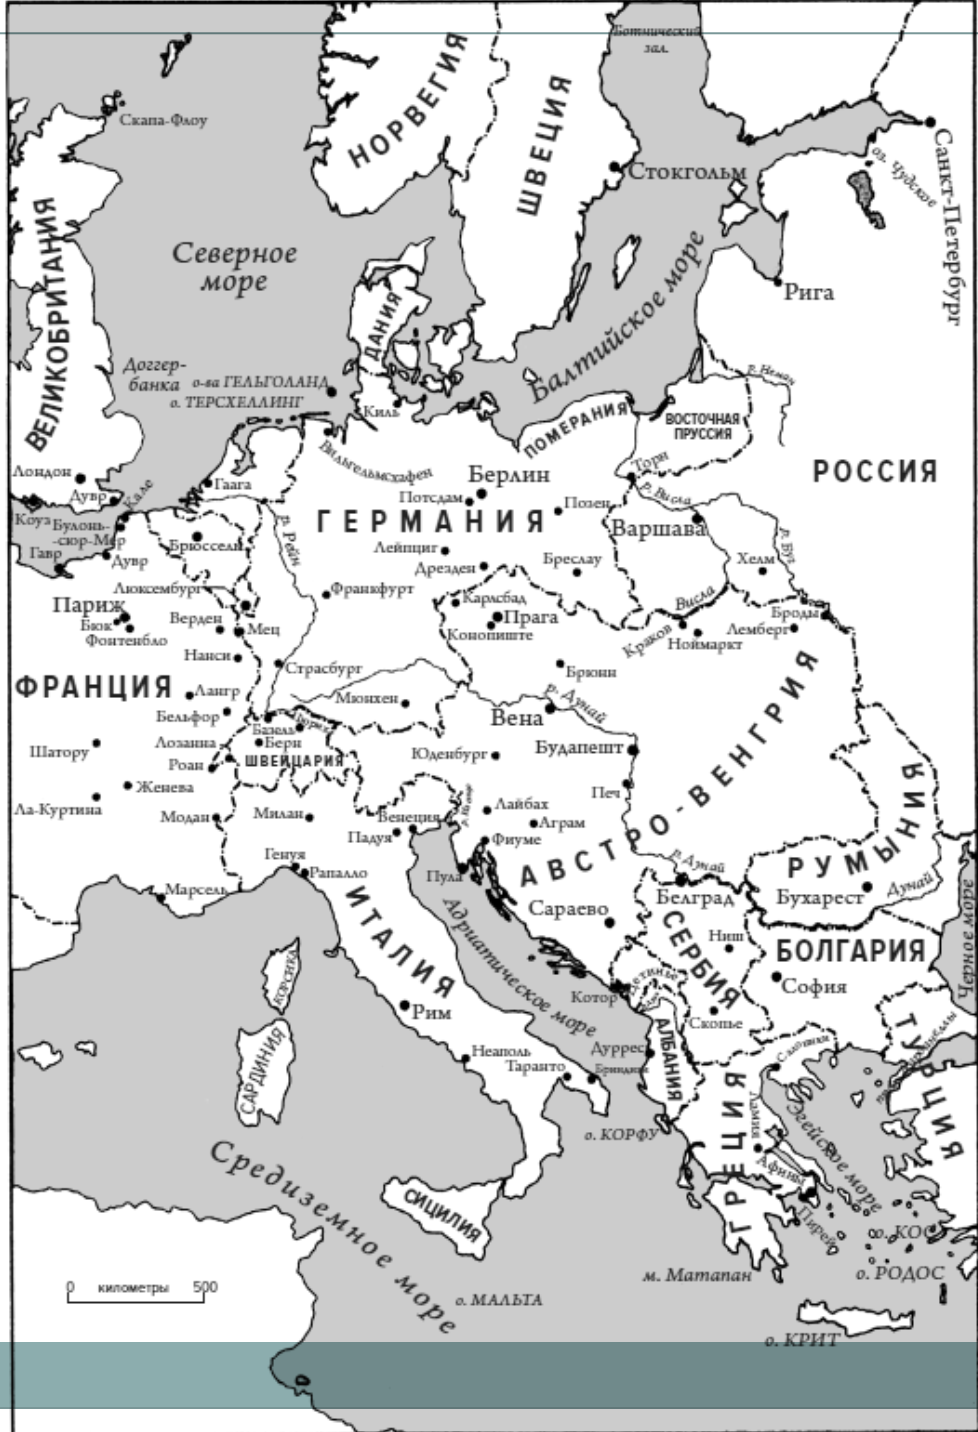 Ботнический
зал.
НОРВЕГИЯ
ШВЕЦИЯ
Скапа-Флоу
Санкт-Петербург
оз. Чудское
Стокгольм
ВЕЛИКОБРИТАНИЯ
Северное
море
Балтийское море
Рига
ДАНИЯ
Доггер-
банка
о-ва ГЕЛЬГОЛАНД
о. ТЕРСХЕЛЛИНГ
Киль
р. Неман
ПОМЕРАНИЯ
ВОСТОЧНАЯ
ПРУССИЯ
Вильгельмсхафен
Лондон
Гаага
Берлин
Торн
РОССИЯ
Дувр
Кале
Потсдам
Позен
р. Висла
Коуз
Булонь-
-сюр-Мер
р. Рейн
ГЕРМАНИЯ
Варшава
р. Буг
Гавр
Дувр
Брюссель
Лейпциг
Дрезден
Бреслау
Хелм
Люксембург
Франкфурт
Карлсбад
Висла
Париж
Бюк
Фонтенбло
Верден
Мец
Прага
Конопиште
Краков
Ноймаркт
Лемберг
Броды
Нанси
Страсбург
Брюнн
ФРАНЦИЯ
Лангр
Мюнхен
р. Дунай
Бельфор
Базель
Вена
Шатору
Лозанна
Берн
ШВЕЙЦАРИЯ
Юденбург
Будапешт
Роан
Женева
Печ
Ла-Куртина
Модан
Милан
Венеция
Падуя
Лайбах
Аграм
Фиуме
АВСТРО-ВЕНГРИЯ
РУМЫНИЯ
Генуя
Рапалло
Пула
р. Дунай
Марсель
Белград
Бухарест
Дунай
ИТАЛИЯ
Адриатическое море
Сараево
СЕРБИЯ
Ниш
БОЛГАРИЯ
Черное море
КОРСИКА
Котор
София
Рим
Скопье
САРДИНИЯ
Неаполь
Таранто
Бриндизи
Дуррес
АЛБАНИЯ
Салоники
ТУРЦИЯ
о. КОРФУ
ГРЕЦИЯ
Ламия
Эгейское море
Афины
Пирей
Средиземное море
СИЦИЛИЯ
о. КОС
0 километры 500
м. Матапан
о. РОДОС
о. МАЛЬТА
о. КРИТ